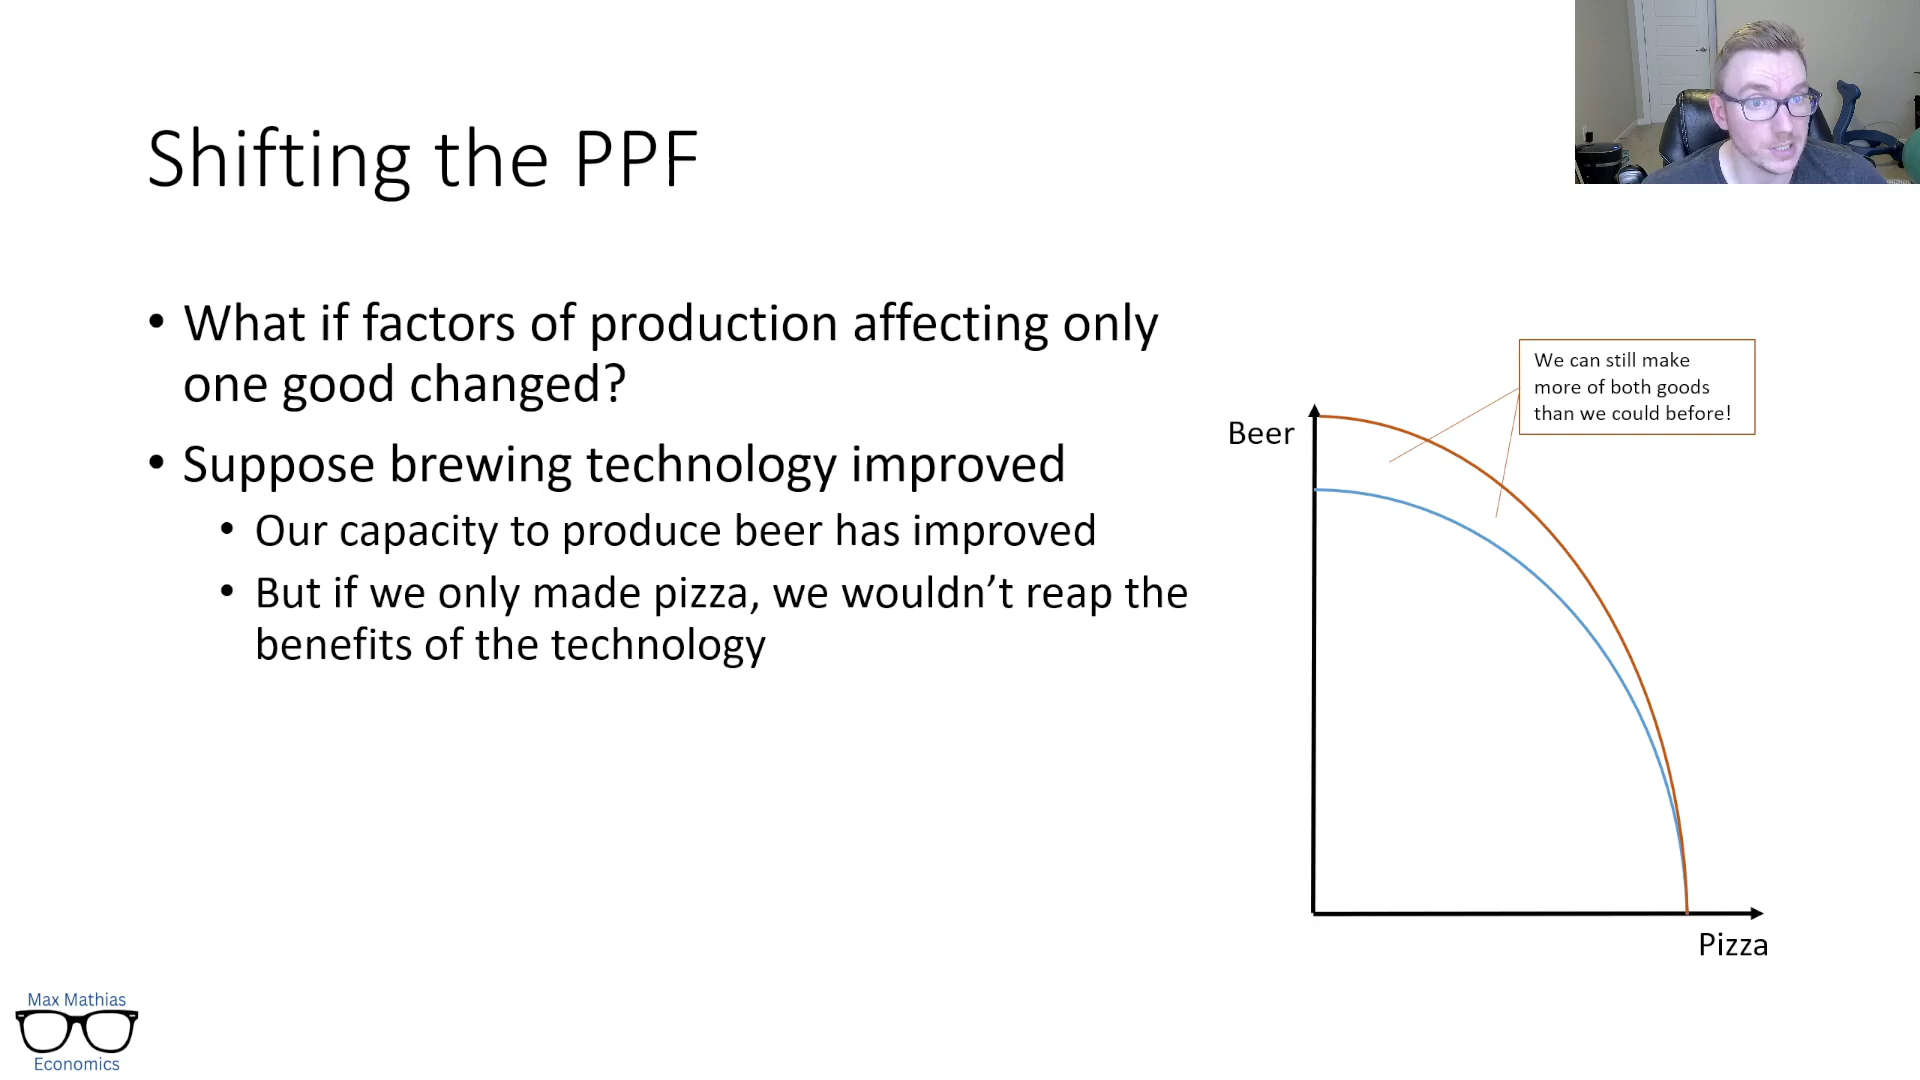 Shifting the PPF
• What if factors of production affecting only
one good changed?
• Suppose brewing technology improved
• Our capacity to produce beer has improved
• But if we only made pizza, we wouldn’t reap the
benefits of the technology
We can still make
more of both goods
than we could before!
Beer
Pizza
Max Mathias
Economics